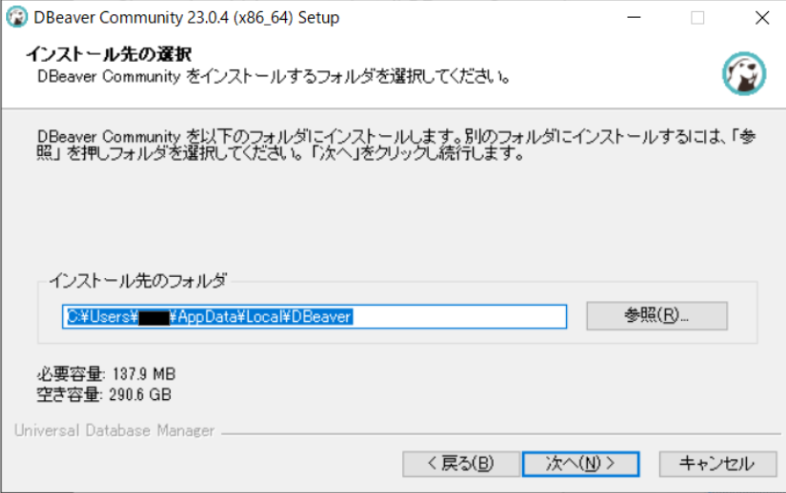 DBeaver Community 23.0.4 (x86_64) Setup
インストール先の選択
DBeaver Community をインストールするフォルダを選択してください。
DBeaver Community を以下のフォルダにインストールします。別のフォルダにインストールするには、「参
照」を押しフォルダを選択してください。「次へ」をクリックし続行します。
インストール先のフォルダ
C:¥Users¥ ¥AppData¥Local¥DBeaver
参照(R)...
必要容量: 137.9 MB
空き容量: 290.6 GB
Universal Database Manager
< 戻る(B)
次へ(N) >
キャンセル